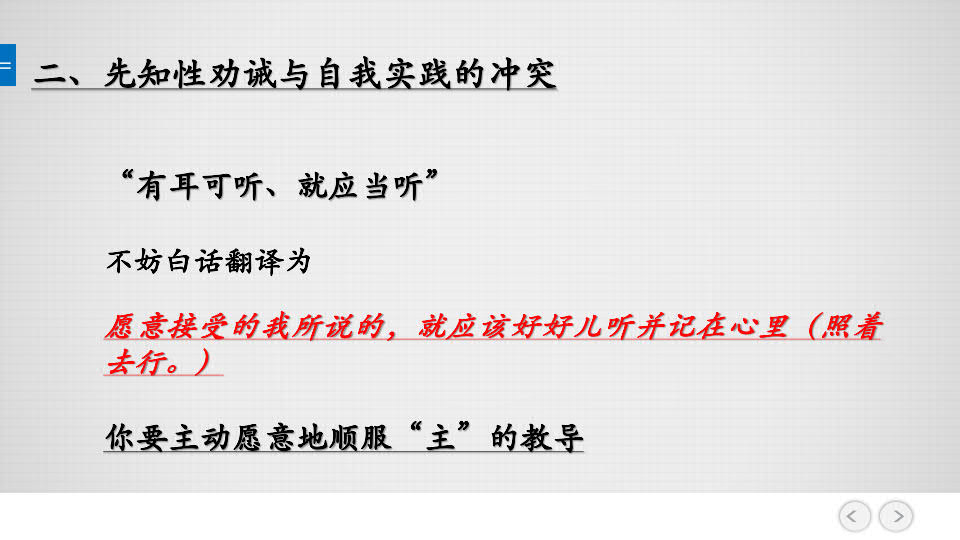 二、先知性劝诫与自我实践的冲突
“有耳可听、就应当听”
不妨白话翻译为
愿意接受的我所说的，就应该好好儿听并记在心里（照着
去行。）
你要主动愿意地顺服“主”的教导